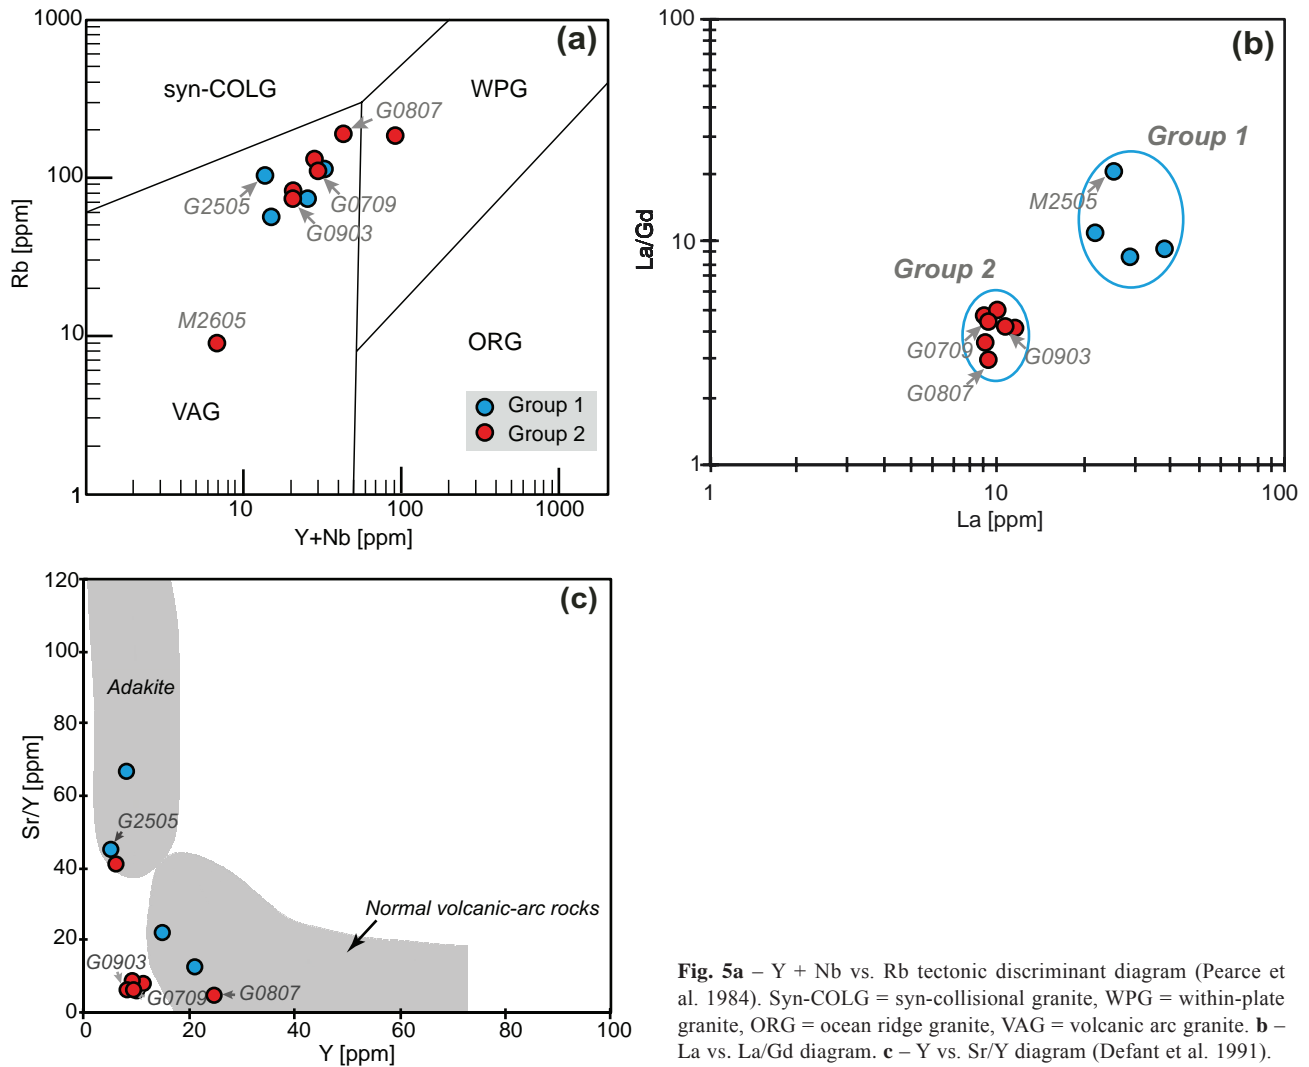 (a)
1000
100
10
1
Rb [ppm]
syn-COLG
WPG
G0807
G2505
G0709
G0903
M2605
VAG
ORG
Group 1
Group 2
10
100
1000
Y+Nb [ppm]
(b)
100
10
1
La/Gd
Group 1
M2505
Group 2
G0709
G0903
G0807
1
10
100
La [ppm]
(c)
120
100
80
60
40
20
0
Sr/Y [ppm]
Adakite
G2505
Normal volcanic-arc rocks
G0903
G0709
G0807
0
20
40
60
80
100
Y [ppm]
Fig. 5a – Y + Nb vs. Rb tectonic discriminant diagram (Pearce et
al. 1984). Syn-COLG = syn-collisional granite, WPG = within-plate
granite, ORG = ocean ridge granite, VAG = volcanic arc granite. b –
La vs. La/Gd diagram. c – Y vs. Sr/Y diagram (Defant et al. 1991).